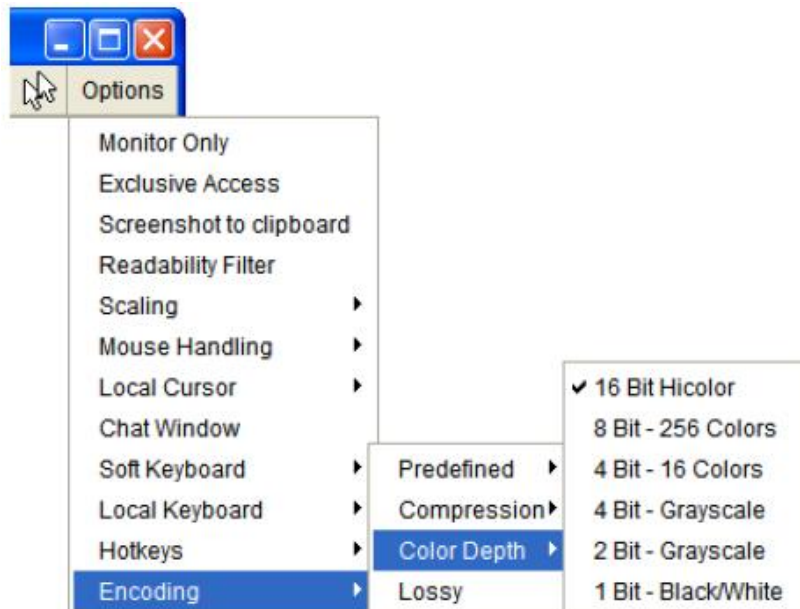 Options
Monitor Only
Exclusive Access
Screenshot to clipboard
Readability Filter
Scaling
Mouse Handling
Local Cursor
Chat Window
Soft Keyboard
Local Keyboard
Hotkeys
Encoding
Predefined
Compression
Color Depth
Lossy
16 Bit Hicolor
8 Bit - 256 Colors
4 Bit - 16 Colors
4 Bit - Grayscale
2 Bit - Grayscale
1 Bit - Black/White